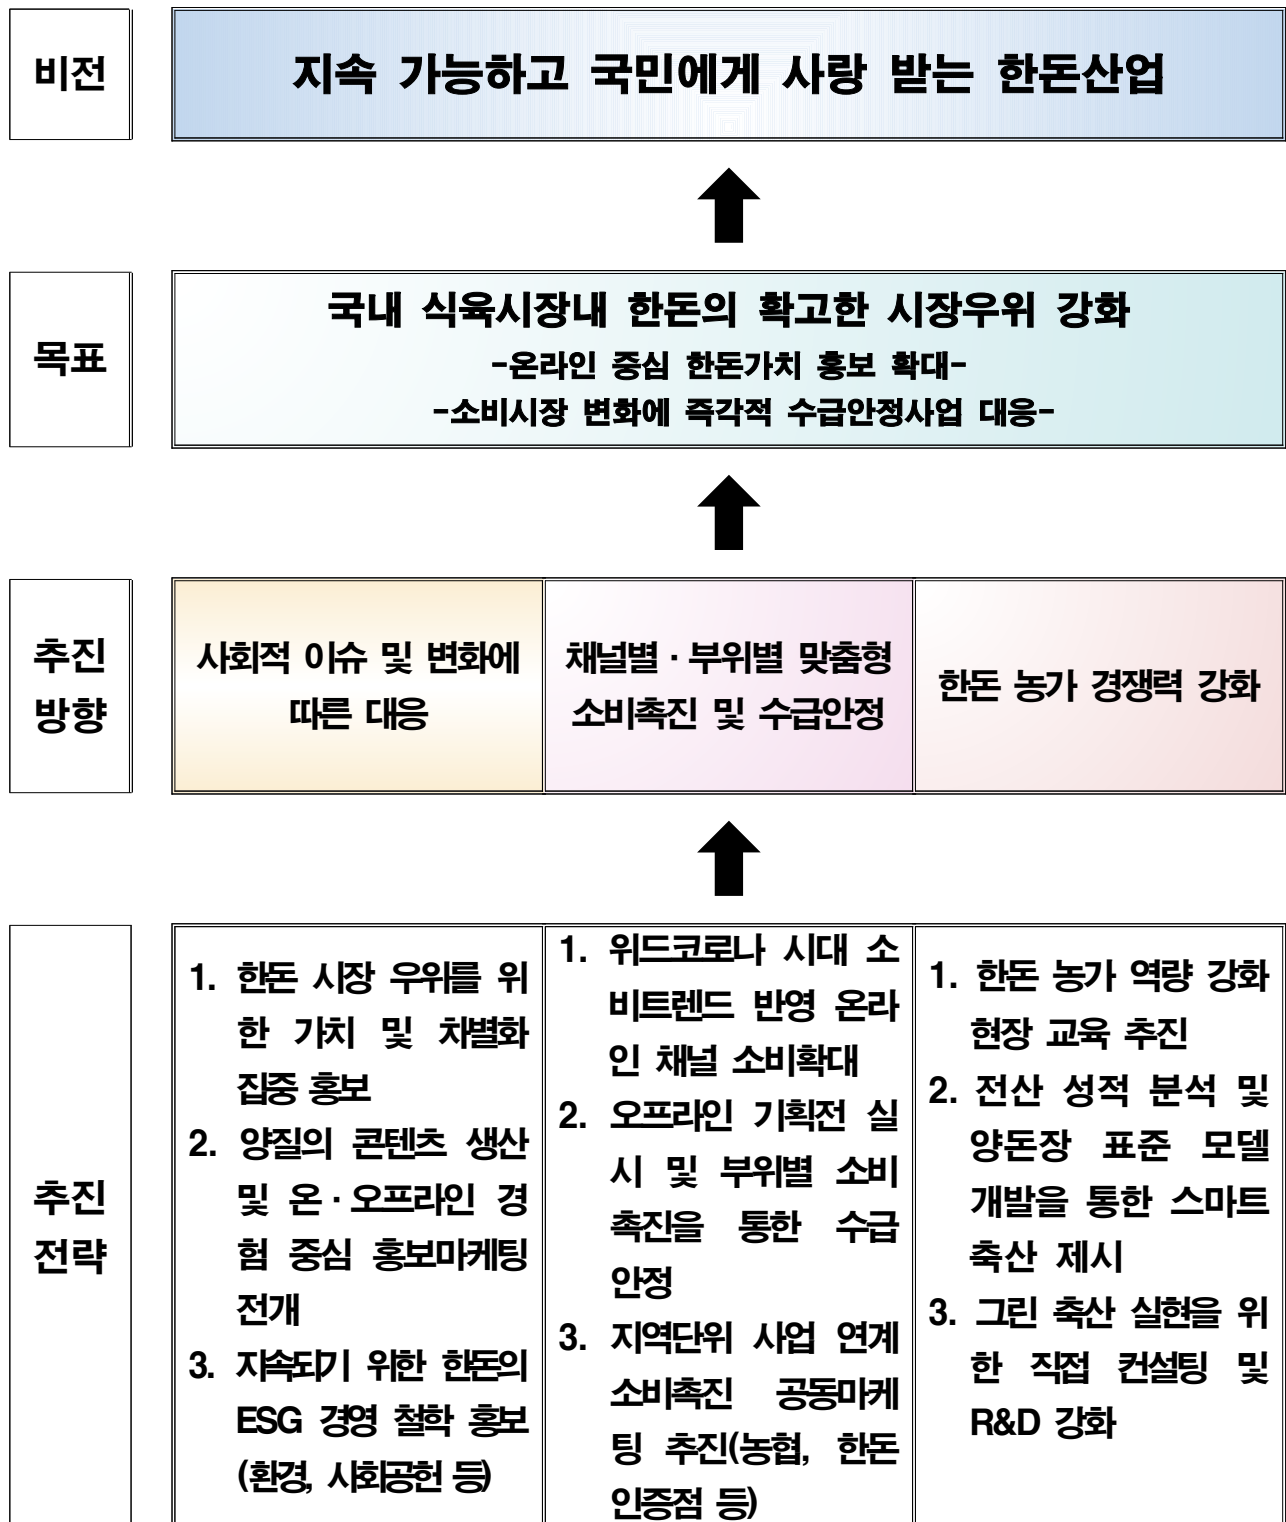 비전
지속 가능하고 국민에게 사랑 받는 한돈산업
목표
국내 식육시장내 한돈의 확고한 시장우위 강화
-온라인 중심 한돈가치 홍보 확대-
-소비시장 변화에 즉각적 수급안정사업 대응-
추진
방향
사회적 이슈 및 변화에
따른 대응
채널별·부위별 맞춤형
소비촉진 및 수급안정
한돈 농가 경쟁력 강화
추진
전략
1. 한돈 시장 우위를 위
한 가치 및 차별화
집중 홍보
2. 양질의 콘텐츠 생산
및 온·오프라인 경
험 중심 홍보마케팅
전개
3. 지속되기 위한 한돈의
ESG 경영 철학 홍보
(환경, 사회공헌 등)
1. 위드코로나 시대 소
비트렌드 반영 온라
인 채널 소비확대
2. 오프라인 기획전 실
시 및 부위별 소비
촉진을 통한 수급
안정
3. 지역단위 사업 연계
소비촉진 공동마케
팅 추진(농협, 한돈
인증점 등)
1. 한돈 농가 역량 강화
현장 교육 추진
2. 전산 성적 분석 및
양돈장 표준 모델
개발을 통한 스마트
축산 제시
3. 그린 축산 실현을 위
한 직접 컨설팅 및
R&D 강화